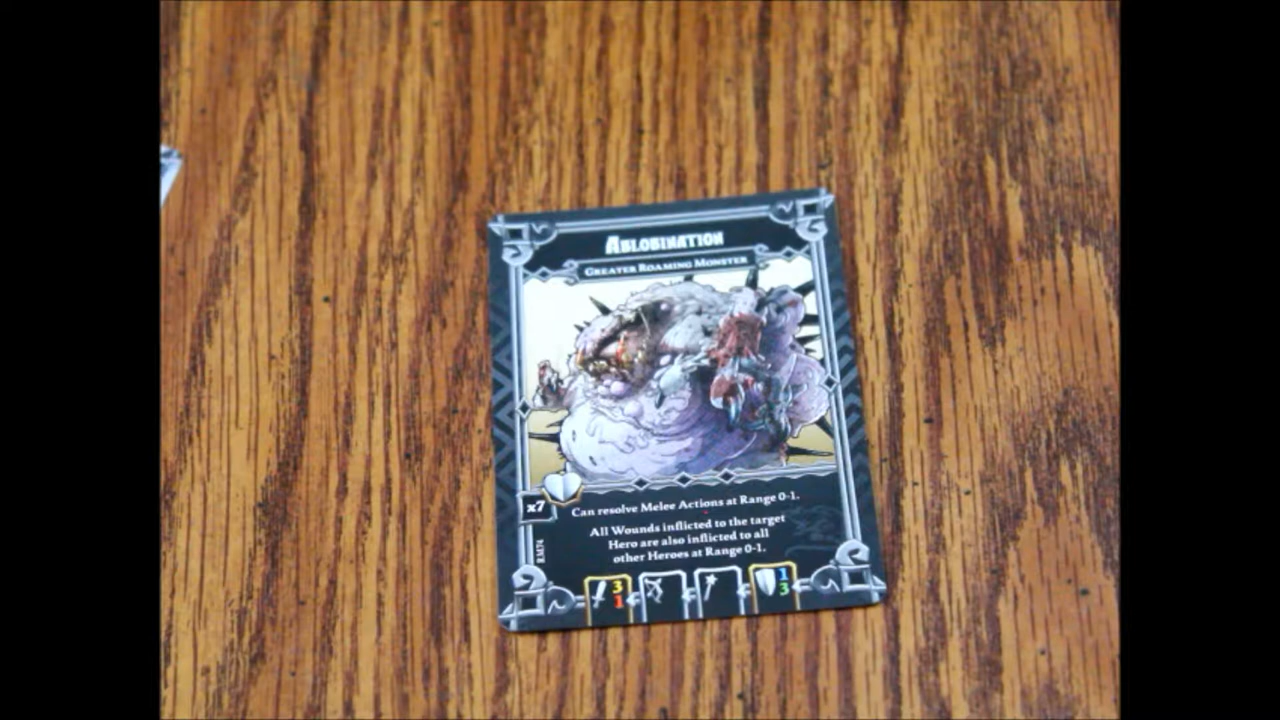 ABLOBINATION
GREATER ROAMING MONSTER
x7
Can resolve Melee Actions at Range 0-1.
All Wounds inflicted to the target
Hero are also inflicted to all
other Heroes at Range 0-1.
RM74
3
1
1
3